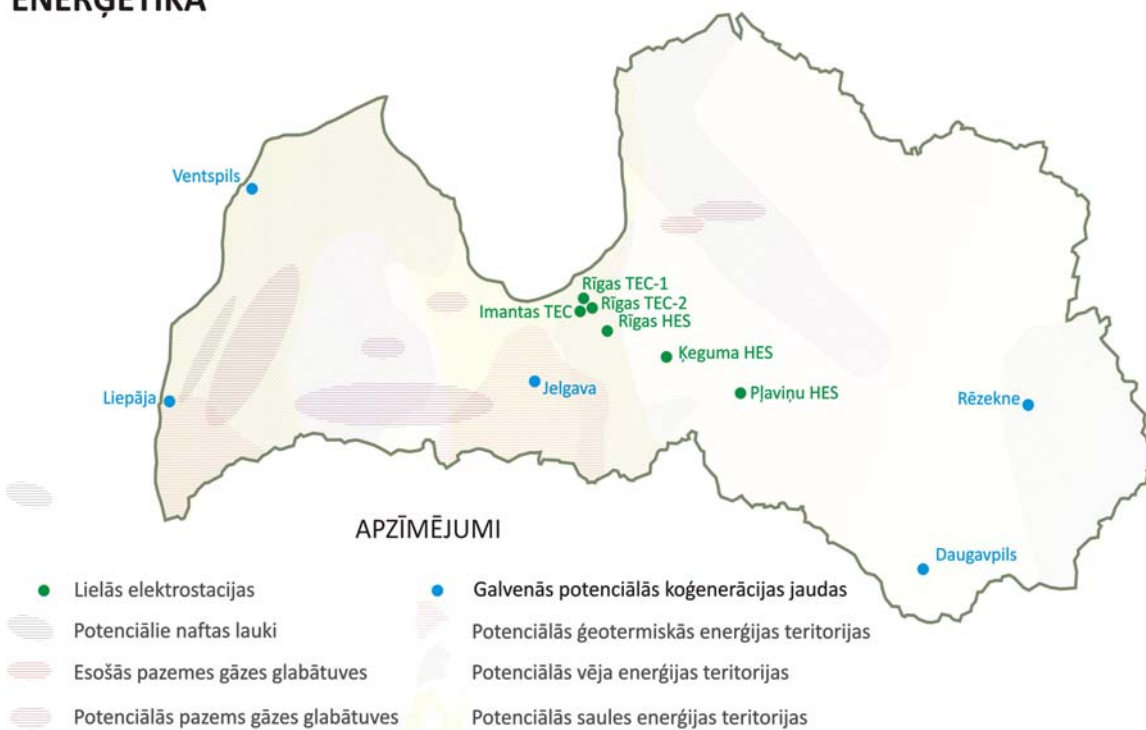 ENERĢĒTIKA
Ventspils
Rīgas TEC-1
Imantas TEC
Rīgas TEC-2
Rīgas HES
Ķeguma HES
Jelgava
Pļaviņu HES
Liepāja
Rēzekne
APZĪMĒJUMI
Daugavpils
Lielās elektrostacijas
Galvenās potenciālās koģenerācijas jaudas
Potenciālie naftas lauki
Potenciālās ģeotermiskās enerģijas teritorijas
Esošās pazemes gāzes glabātuves
Potenciālās vēja enerģijas teritorijas
Potenciālās pazems gāzes glabātuves
Potenciālās saules enerģijas teritorijas